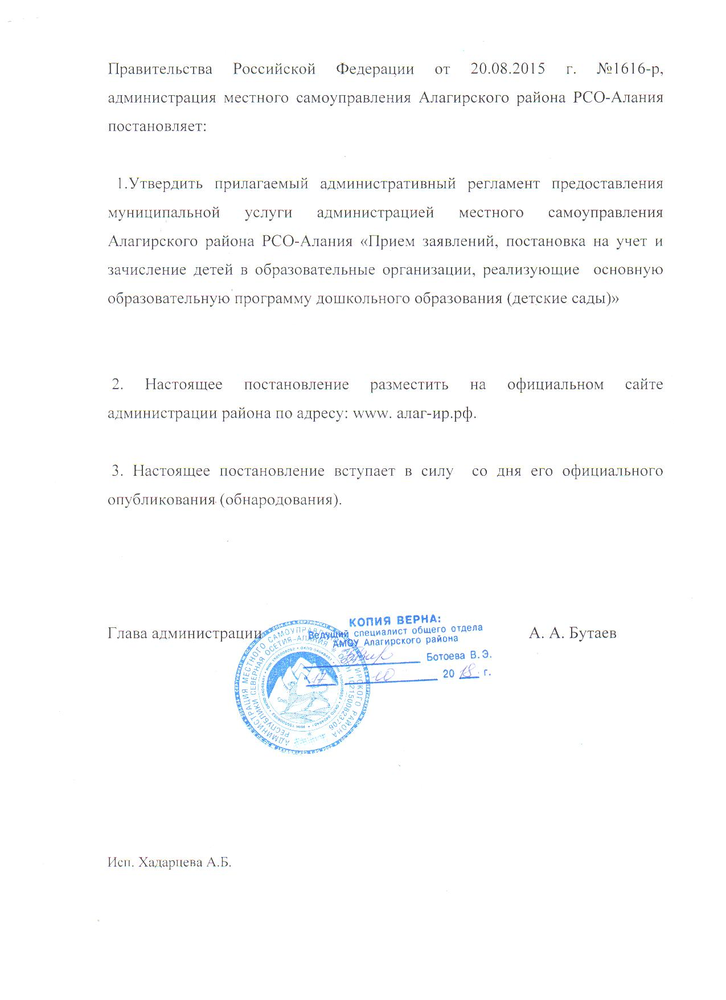 Правительства Российской Федерации от 20.08.2015 г. №1616-р,
администрация местного самоуправления Алагирского района РСО-Алания
постановляет:
1.Утвердить прилагаемый административный регламент предоставления
муниципальной услуги администрацией местного самоуправления
Алагирского района РСО-Алания «Прием заявлений, постановка на учет и
зачисление детей в образовательные организации, реализующие основную
образовательную программу дошкольного образования (детские сады)»
2. Настоящее постановление разместить на официальном сайте
администрации района по адресу: www. алаг-ир.рф.
3. Настоящее постановление вступает в силу со дня его официального
опубликования (обнародования).
Глава администрации А. А. Бутаев
КОПИЯ ВЕРНА:
Ведущий специалист общего отдела
АМСУ Алагирского района
Ботоева В.Э.
17 10 20 18 г.
АДМИНИСТРАЦИЯ МЕСТНОГО САМОУПРАВЛЕНИЯ АЛАГИРСКОГО РАЙОНА
РЕСПУБЛИКИ СЕВЕРНАЯ ОСЕТИЯ-АЛАНИЯ * ОГРН 1021500823706 *
Исп. Хадарцева А.Б.